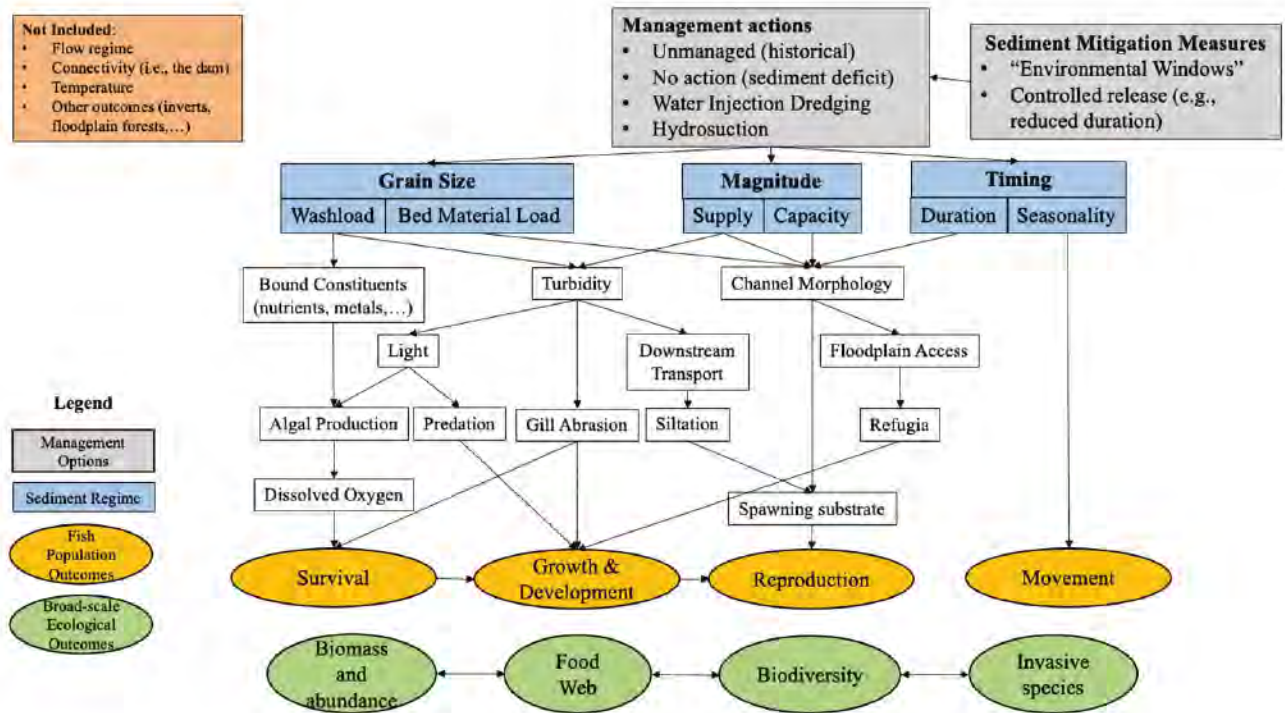 Not Included:
• Flow regime
• Connectivity (i.e., the dam)
• Temperature
• Other outcomes (inverts,
floodplain forests,…)
Management actions
• Unmanaged (historical)
• No action (sediment deficit)
• Water Injection Dredging
• Hydrosuction
Sediment Mitigation Measures
• “Environmental Windows”
• Controlled release (e.g.,
reduced duration)
Grain Size
Washload
Bed Material Load
Magnitude
Supply
Capacity
Timing
Duration
Seasonality
Bound Constituents
(nutrients, metals,…)
Turbidity
Channel Morphology
Light
Downstream
Transport
Floodplain Access
Algal Production
Predation
Gill Abrasion
Siltation
Refugia
Dissolved Oxygen
Spawning substrate
Survival
Growth &
Development
Reproduction
Movement
Biomass
and
abundance
Food
Web
Biodiversity
Invasive
species
Legend
Management
Options
Sediment Regime
Fish
Population
Outcomes
Broad-scale
Ecological
Outcomes